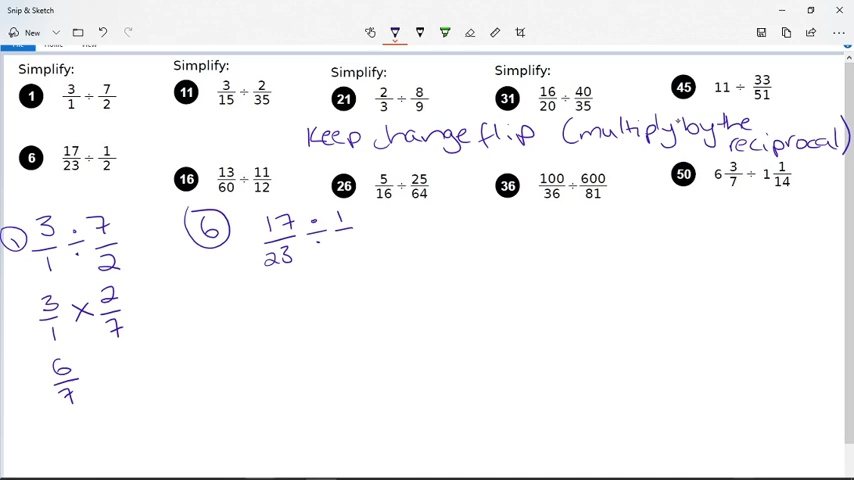 Snip & Sketch
New
Simplify:
Simplify:
Simplify:
Simplify:
1 3/1 ÷ 7/2
11 3/15 ÷ 2/35
21 2/3 ÷ 8/9
31 16/20 ÷ 40/35
45 11 ÷ 33/51
Keep change flip (multiply by the reciprocal)
6 17/23 ÷ 1/2
16 13/60 ÷ 11/12
26 5/16 ÷ 25/64
36 100/36 ÷ 600/81
50 6 3/7 ÷ 1 1/14
1 3/1 ÷ 7/2
3/1 × 2/7
6/7
6 17/23 ÷ 1/